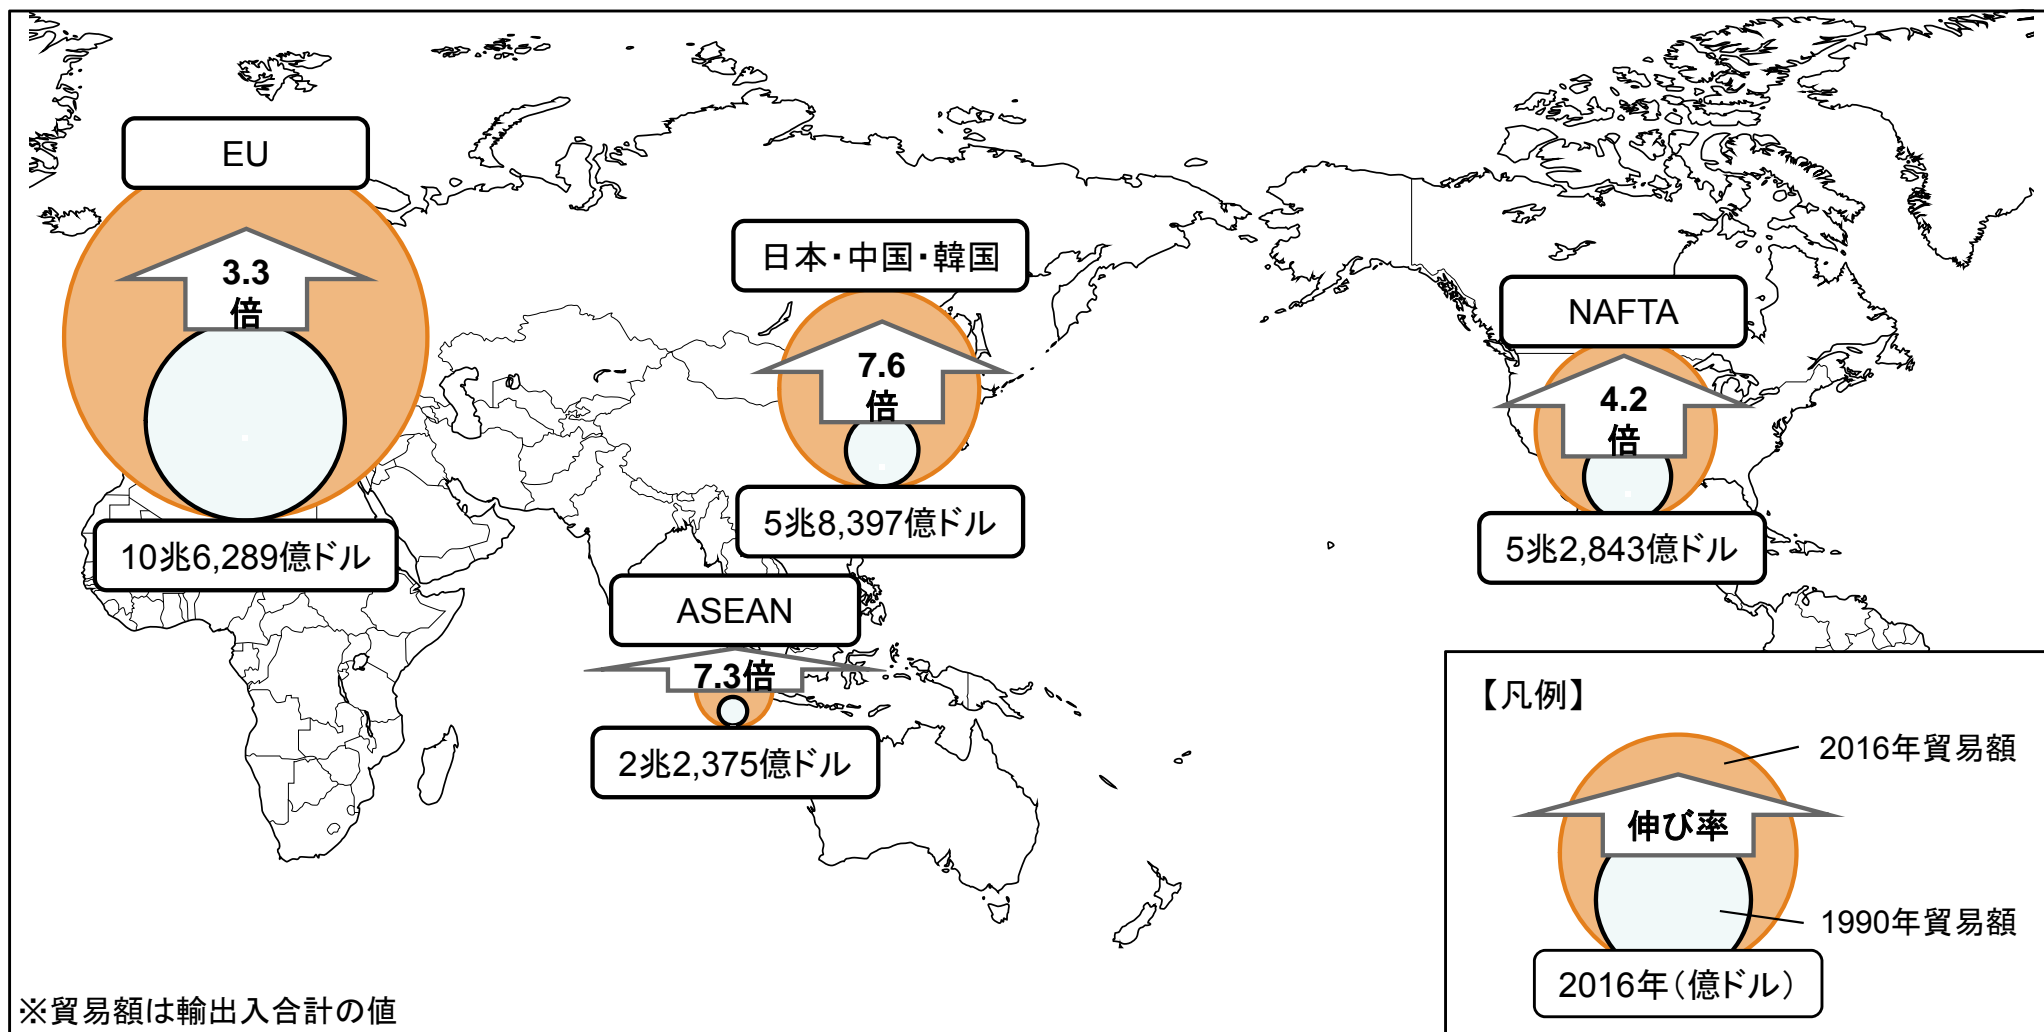 EU
3.3
倍
10兆6,289億ドル
日本・中国・韓国
7.6
倍
5兆8,397億ドル
ASEAN
7.3倍
2兆2,375億ドル
NAFTA
4.2
倍
5兆2,843億ドル
【凡例】
2016年貿易額
伸び率
1990年貿易額
2016年（億ドル）
※貿易額は輸出入合計の値